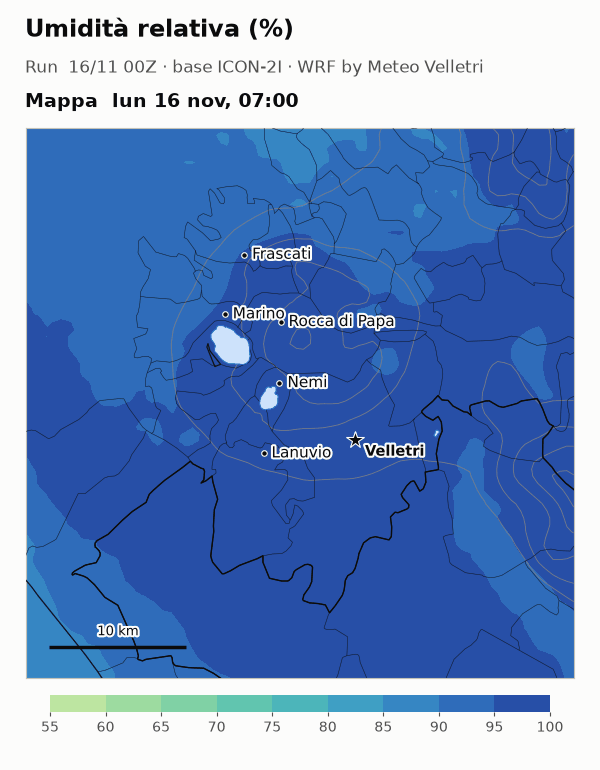 Umidità relativa (%)
Run  16/11 00Z · base ICON-2I · WRF by Meteo Velletri
Mappa  lun 16 nov, 07:00
Frascati
Marino
Rocca di Papa
Nemi
Velletri
Lanuvio
10 km
55 60 65 70 75 80 85 90 95 100